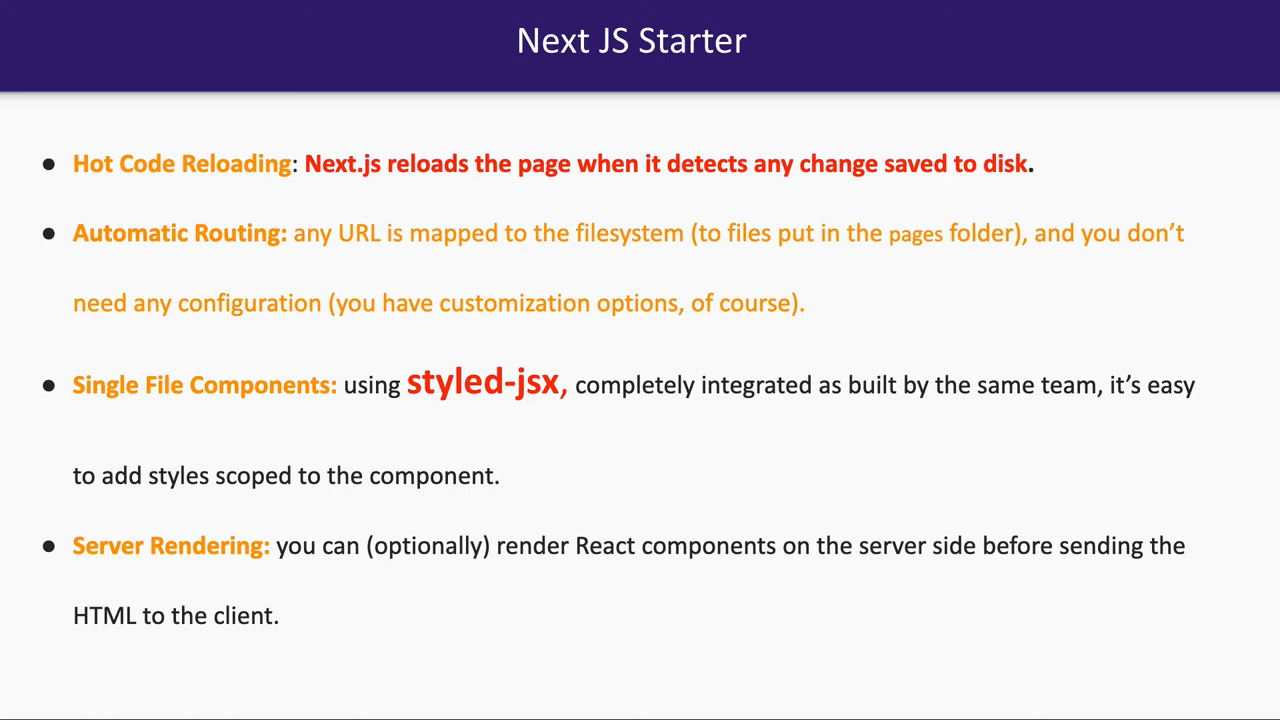 Next JS Starter
● Hot Code Reloading: Next.js reloads the page when it detects any change saved to disk.
● Automatic Routing: any URL is mapped to the filesystem (to files put in the pages folder), and you don’t
need any configuration (you have customization options, of course).
● Single File Components: using styled-jsx, completely integrated as built by the same team, it’s easy
to add styles scoped to the component.
● Server Rendering: you can (optionally) render React components on the server side before sending the
HTML to the client.